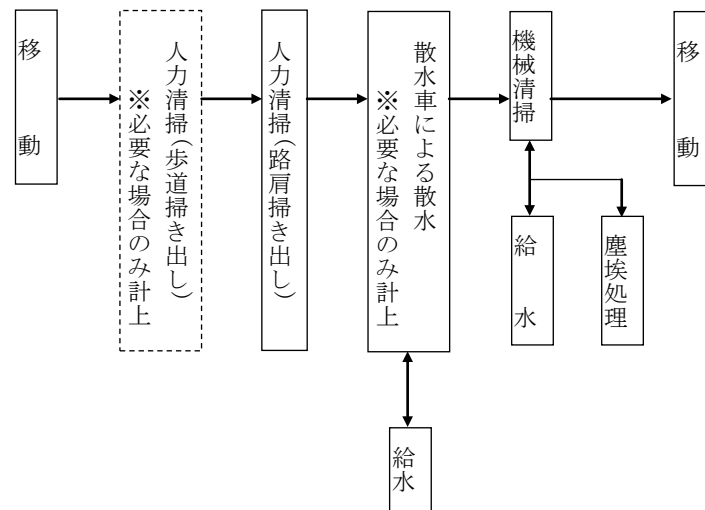 移動
人力清掃(歩道掃き出し)
※必要な場合のみ計上
人力清掃(路肩掃き出し)
散水車による散水
※必要な場合のみ計上
機械清掃
移動
給水
塵埃処理
給水